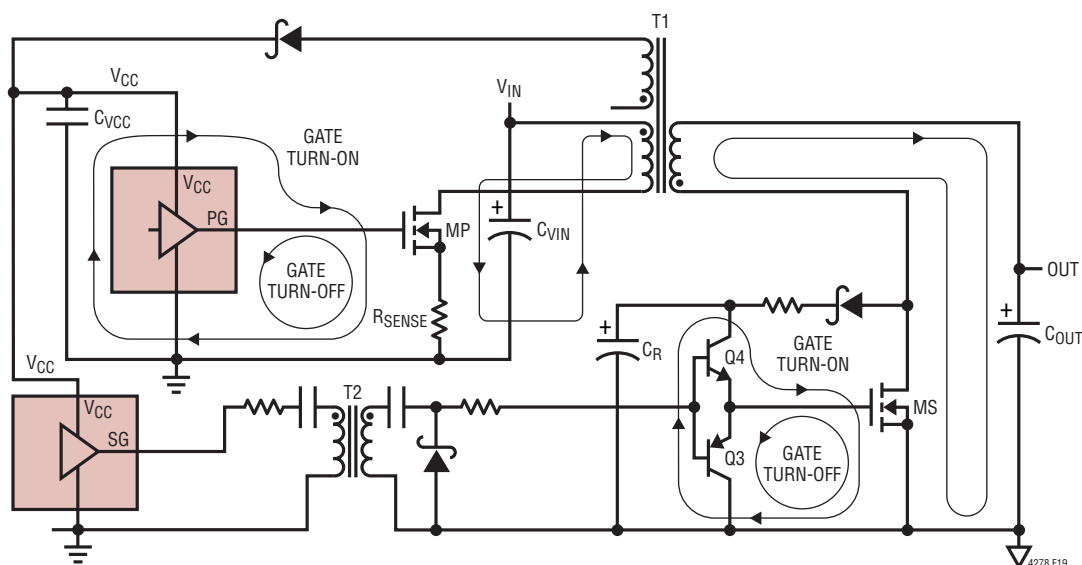 T1
VCC
VIN
CVCC
GATE
TURN-ON
VCC
PG
MP
+
CVIN
GATE
TURN-OFF
RSENSE
OUT
+
COUT
VCC
+
CR
Q4
GATE
TURN-ON
MS
VCC
SG
T2
Q3
GATE
TURN-OFF
4278 F19